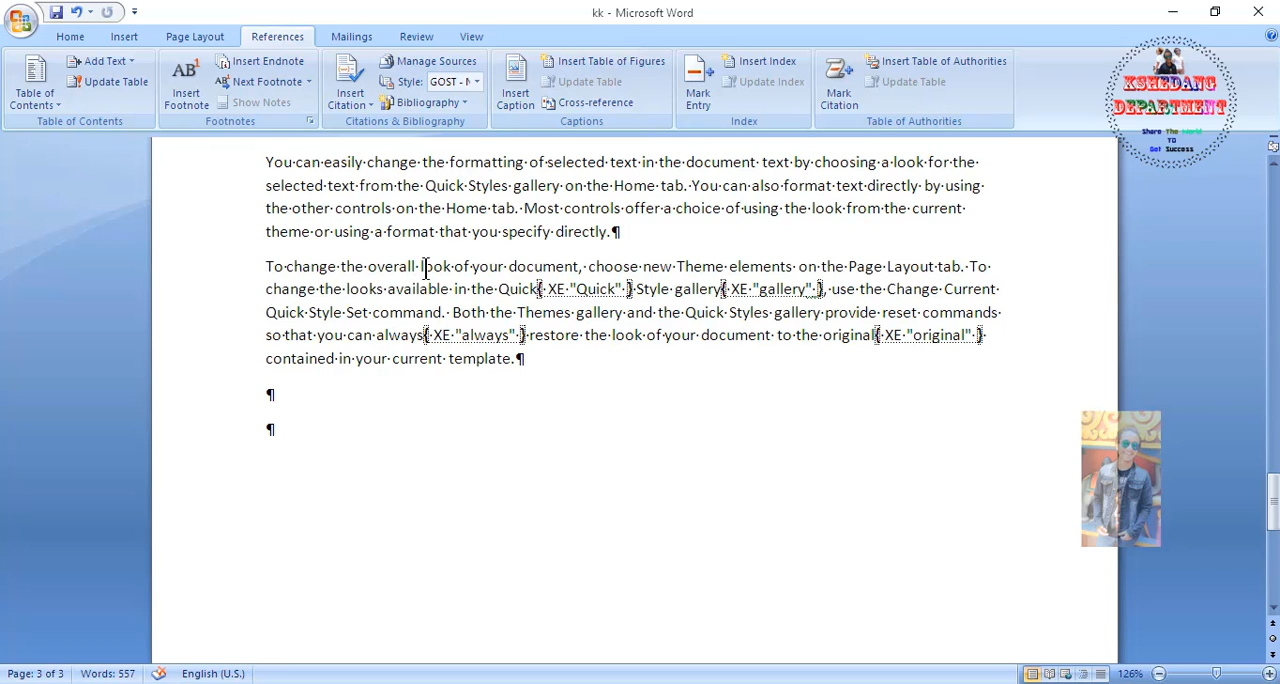 kk - Microsoft Word
Home Insert Page Layout References Mailings Review View
Table of Contents
Add Text
Update Table
Table of Contents
AB1 Insert Footnote
Insert Endnote
Next Footnote
Show Notes
Footnotes
Insert Citation
Manage Sources
Style: GOST - N
Bibliography
Citations & Bibliography
Insert Caption
Insert Table of Figures
Update Table
Cross-reference
Captions
Mark Entry
Insert Index
Update Index
Index
Mark Citation
Insert Table of Authorities
Update Table
Table of Authorities
KSHEDANG
DEPARTMENT
Share The World
TO
Get Success
You·can·easily·change·the·formatting·of·selected·text·in·the·document·text·by·choosing·a·look·for·the·
selected·text·from·the·Quick·Styles·gallery·on·the·Home·tab.·You·can·also·format·text·directly·by·using·
the·other·controls·on·the·Home·tab.·Most·controls·offer·a·choice·of·using·the·look·from·the·current·
theme·or·using·a·format·that·you·specify·directly.¶
To·change·the·overall·look·of·your·document,·choose·new·Theme·elements·on·the·Page·Layout·tab.·To·
change·the·looks·available·in·the·Quick{·XE·"Quick"·}·Style·gallery{·XE·"gallery"·},·use·the·Change·Current·
Quick·Style·Set·command.··Both·the·Themes·gallery·and·the·Quick·Styles·gallery·provide·reset·commands·
so·that·you·can·always{·XE·"always"·}·restore·the·look·of·your·document·to·the·original{·XE·"original"·}·
contained·in·your·current·template.¶
¶
¶
Page: 3 of 3 Words: 557 English (U.S.) 126%